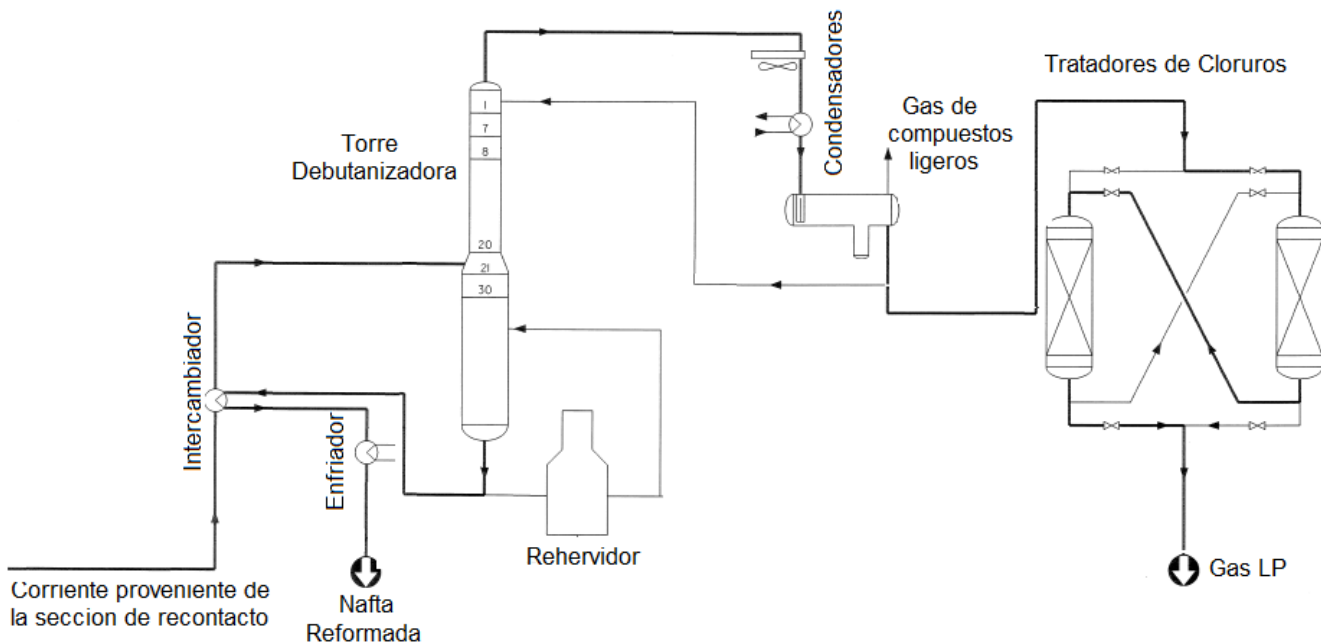 Condensadores
Tratadores de Cloruros
Gas de
compuestos
ligeros
Torre
Debutanizadora
1
7
8
20
21
30
Intercambiador
Enfriador
Rehervidor
Corriente proveniente de
la seccion de recontacto
Nafta
Reformada
Gas LP